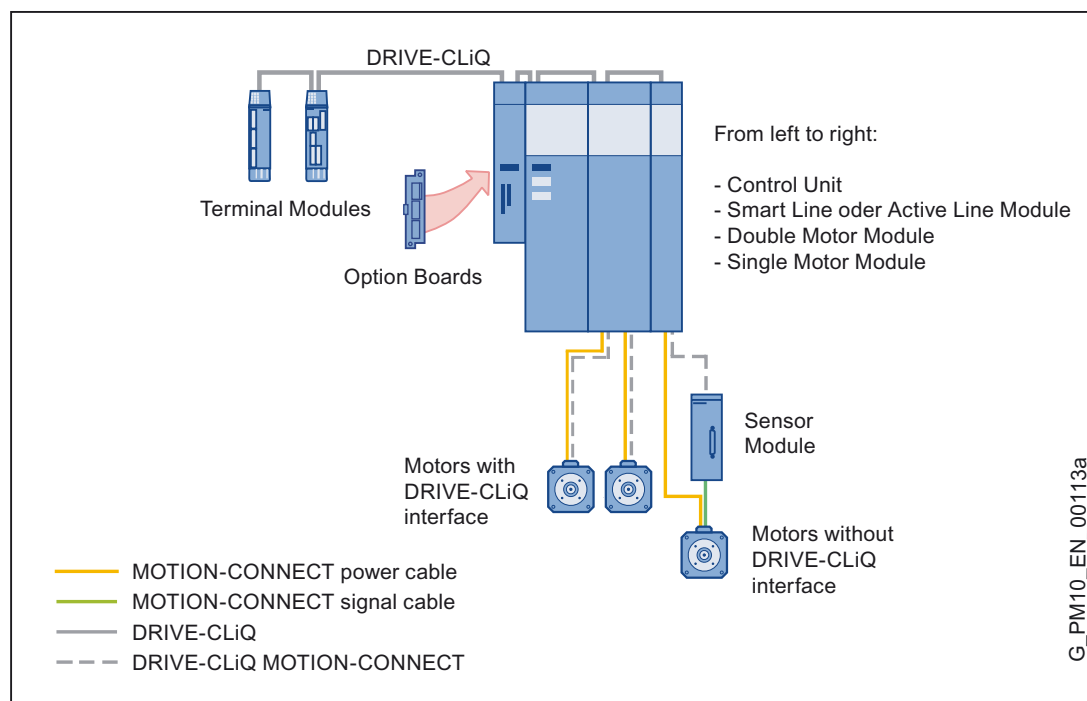 DRIVE-CLiQ
From left to right:
- Control Unit
- Smart Line oder Active Line Module
- Double Motor Module
- Single Motor Module
Terminal Modules
Option Boards
Sensor
Module
Motors with
DRIVE-CLiQ
interface
Motors without
DRIVE-CLiQ
interface
MOTION-CONNECT power cable
MOTION-CONNECT signal cable
DRIVE-CLiQ
DRIVE-CLiQ MOTION-CONNECT
G_PM10_EN_00113a